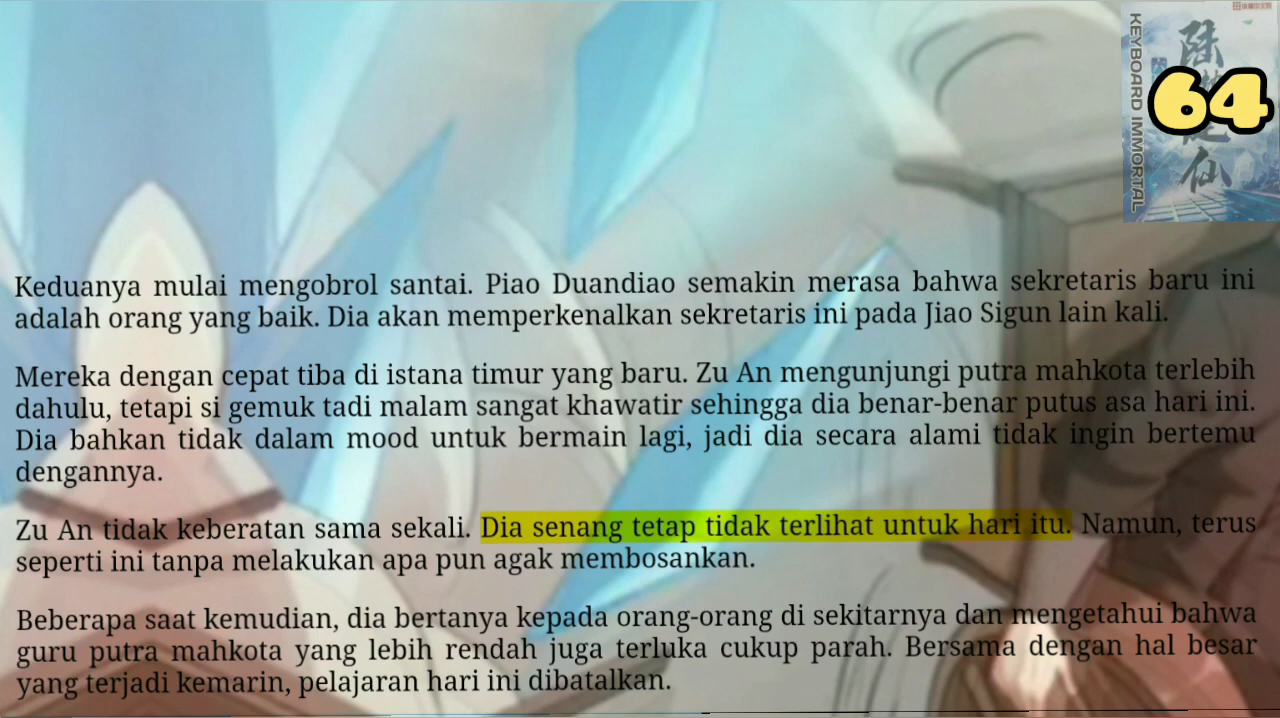 KEYBOARD IMMORTAL
64
Keduanya mulai mengobrol santai. Piao Duandiao semakin merasa bahwa sekretaris baru ini
adalah orang yang baik. Dia akan memperkenalkan sekretaris ini pada Jiao Sigun lain kali.
Mereka dengan cepat tiba di istana timur yang baru. Zu An mengunjungi putra mahkota terlebih
dahulu, tetapi si gemuk tadi malam sangat khawatir sehingga dia benar-benar putus asa hari ini.
Dia bahkan tidak dalam mood untuk bermain lagi, jadi dia secara alami tidak ingin bertemu
dengannya.
Zu An tidak keberatan sama sekali. Dia senang tetap tidak terlihat untuk hari itu. Namun, terus
seperti ini tanpa melakukan apa pun agak membosankan.
Beberapa saat kemudian, dia bertanya kepada orang-orang di sekitarnya dan mengetahui bahwa
guru putra mahkota yang lebih rendah juga terluka cukup parah. Bersama dengan hal besar
yang terjadi kemarin, pelajaran hari ini dibatalkan.